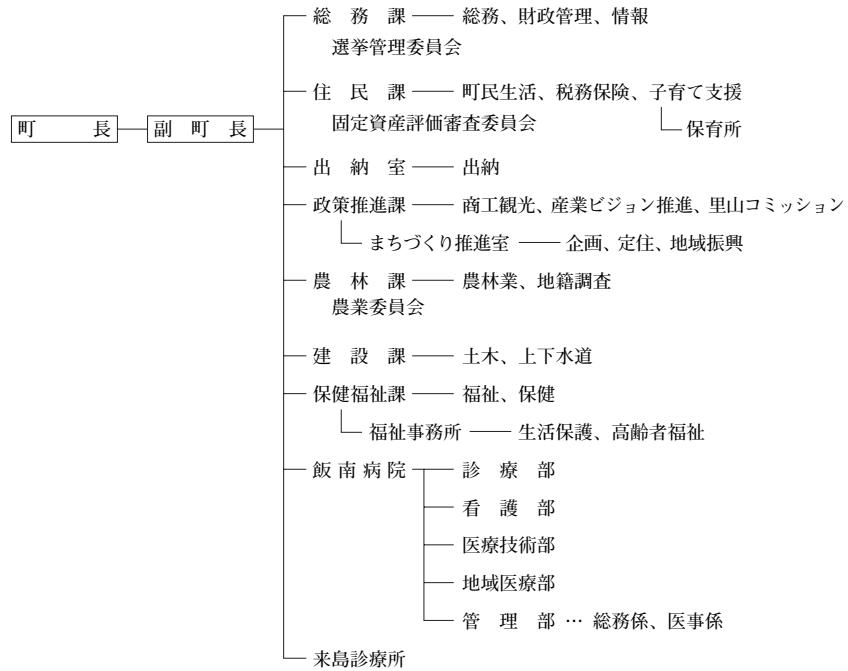 総務課 総務、財政管理、情報
選挙管理委員会
住民課 町民生活、税務保険、子育て支援
町長 副町長 固定資産評価審査委員会 保育所
出納室 出納
政策推進課 商工観光、産業ビジョン推進、里山コミッション
まちづくり推進室 企画、定住、地域振興
農林課 農林業、地籍調査
農業委員会
建設課 土木、上下水道
保健福祉課 福祉、保健
福祉事務所 生活保護、高齢者福祉
飯南病院 診療部
看護部
医療技術部
地域医療部
管理部 … 総務係、医事係
来島診療所